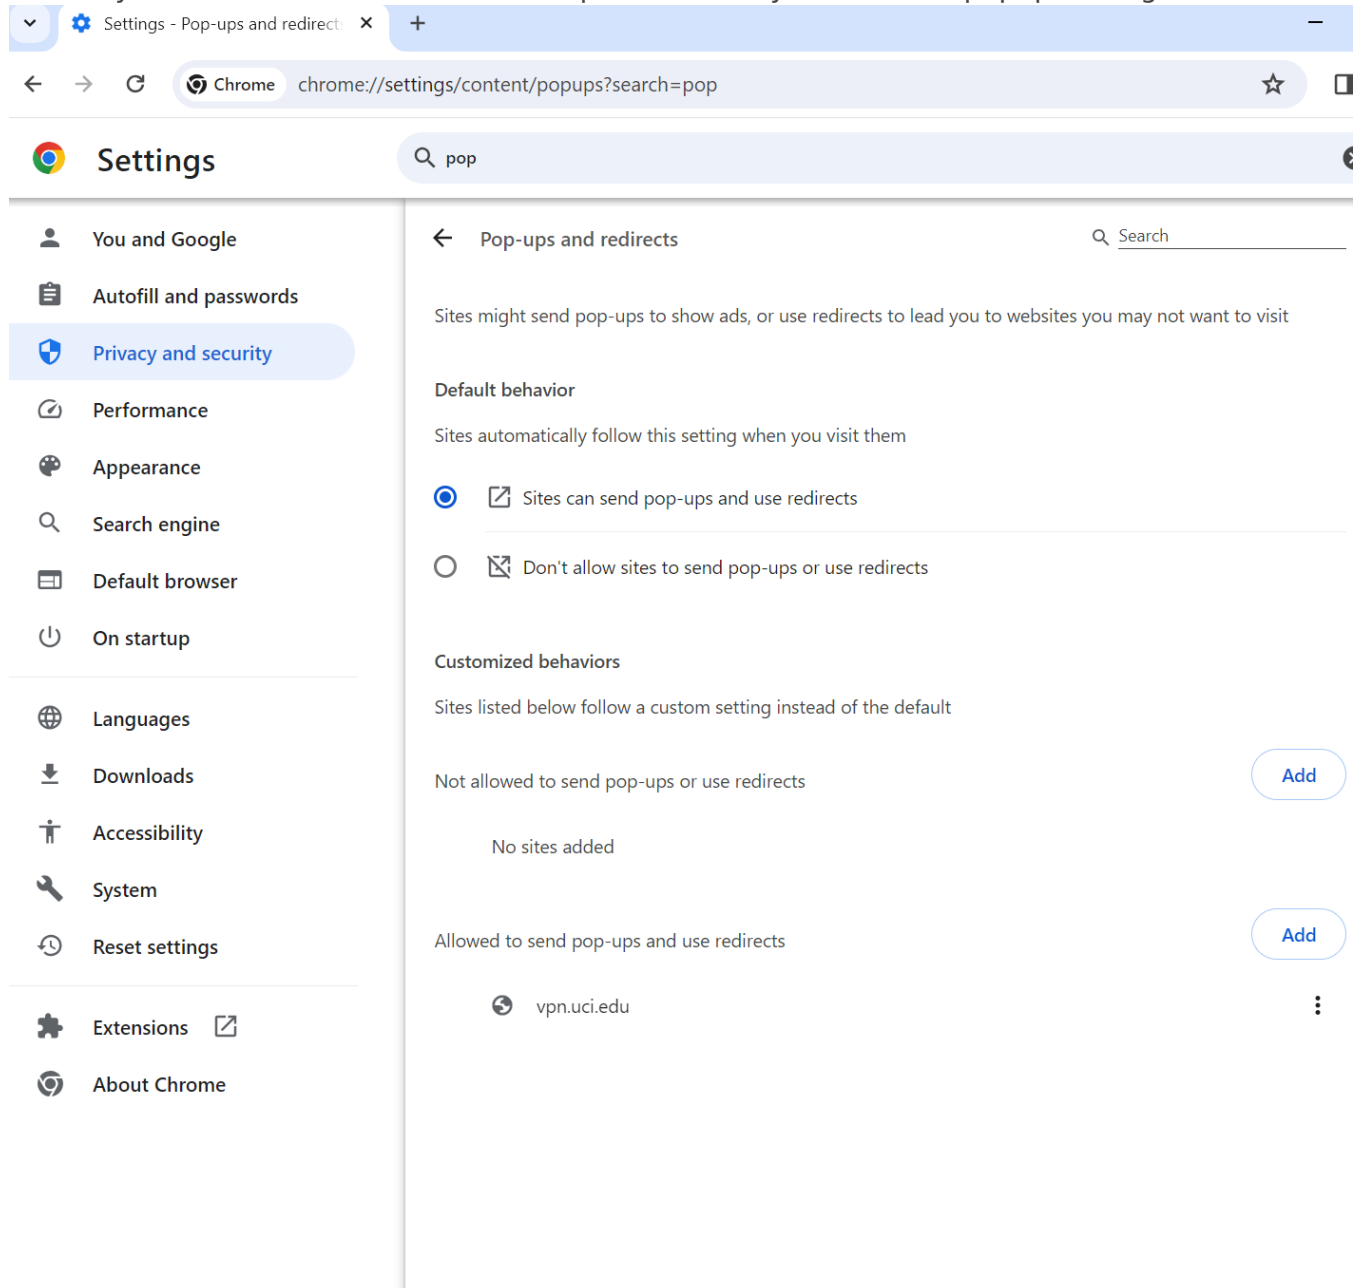 Settings - Pop-ups and redirect
Chrome
chrome://settings/content/popups?search=pop
Settings
pop
You and Google
Autofill and passwords
Privacy and security
Performance
Appearance
Search engine
Default browser
On startup
Languages
Downloads
Accessibility
System
Reset settings
Extensions
About Chrome
Pop-ups and redirects
Search
Sites might send pop-ups to show ads, or use redirects to lead you to websites you may not want to visit
Default behavior
Sites automatically follow this setting when you visit them
Sites can send pop-ups and use redirects
Don't allow sites to send pop-ups or use redirects
Customized behaviors
Sites listed below follow a custom setting instead of the default
Not allowed to send pop-ups or use redirects
Add
No sites added
Allowed to send pop-ups and use redirects
Add
vpn.uci.edu